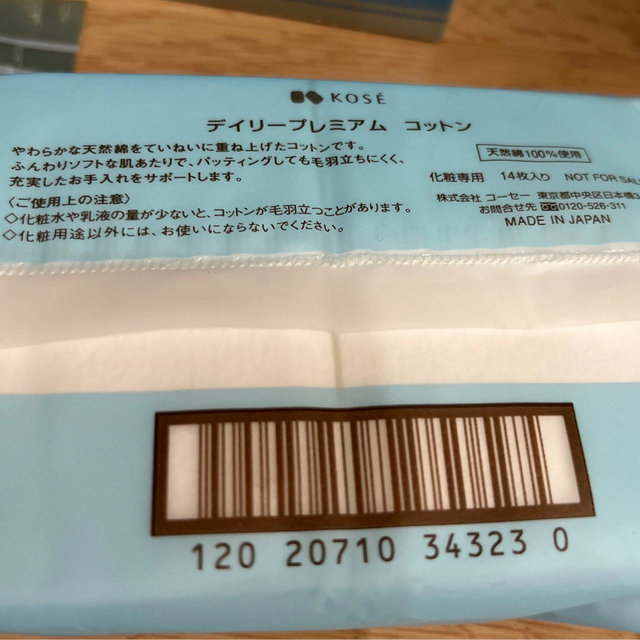 KOSÉ
デイリープレミアム コットン
やわらかな天然綿をていねいに重ね上げたコットンです。
ふんわりソフトな肌あたりで、パッティングしても毛羽立ちにくく、
充実したお手入れをサポートします。
〈ご使用上の注意〉
◇化粧水や乳液の量が少ないと、コットンが毛羽立つことがあります。
◇化粧用途以外には、お使いにならないでください。
天然綿100%使用
化粧専用 14枚入り NOT FOR SAL
株式会社 コーセー 東京都中央区日本橋3
お問合せ先 0120-526-311
MADE IN JAPAN
120 20710 34323 0